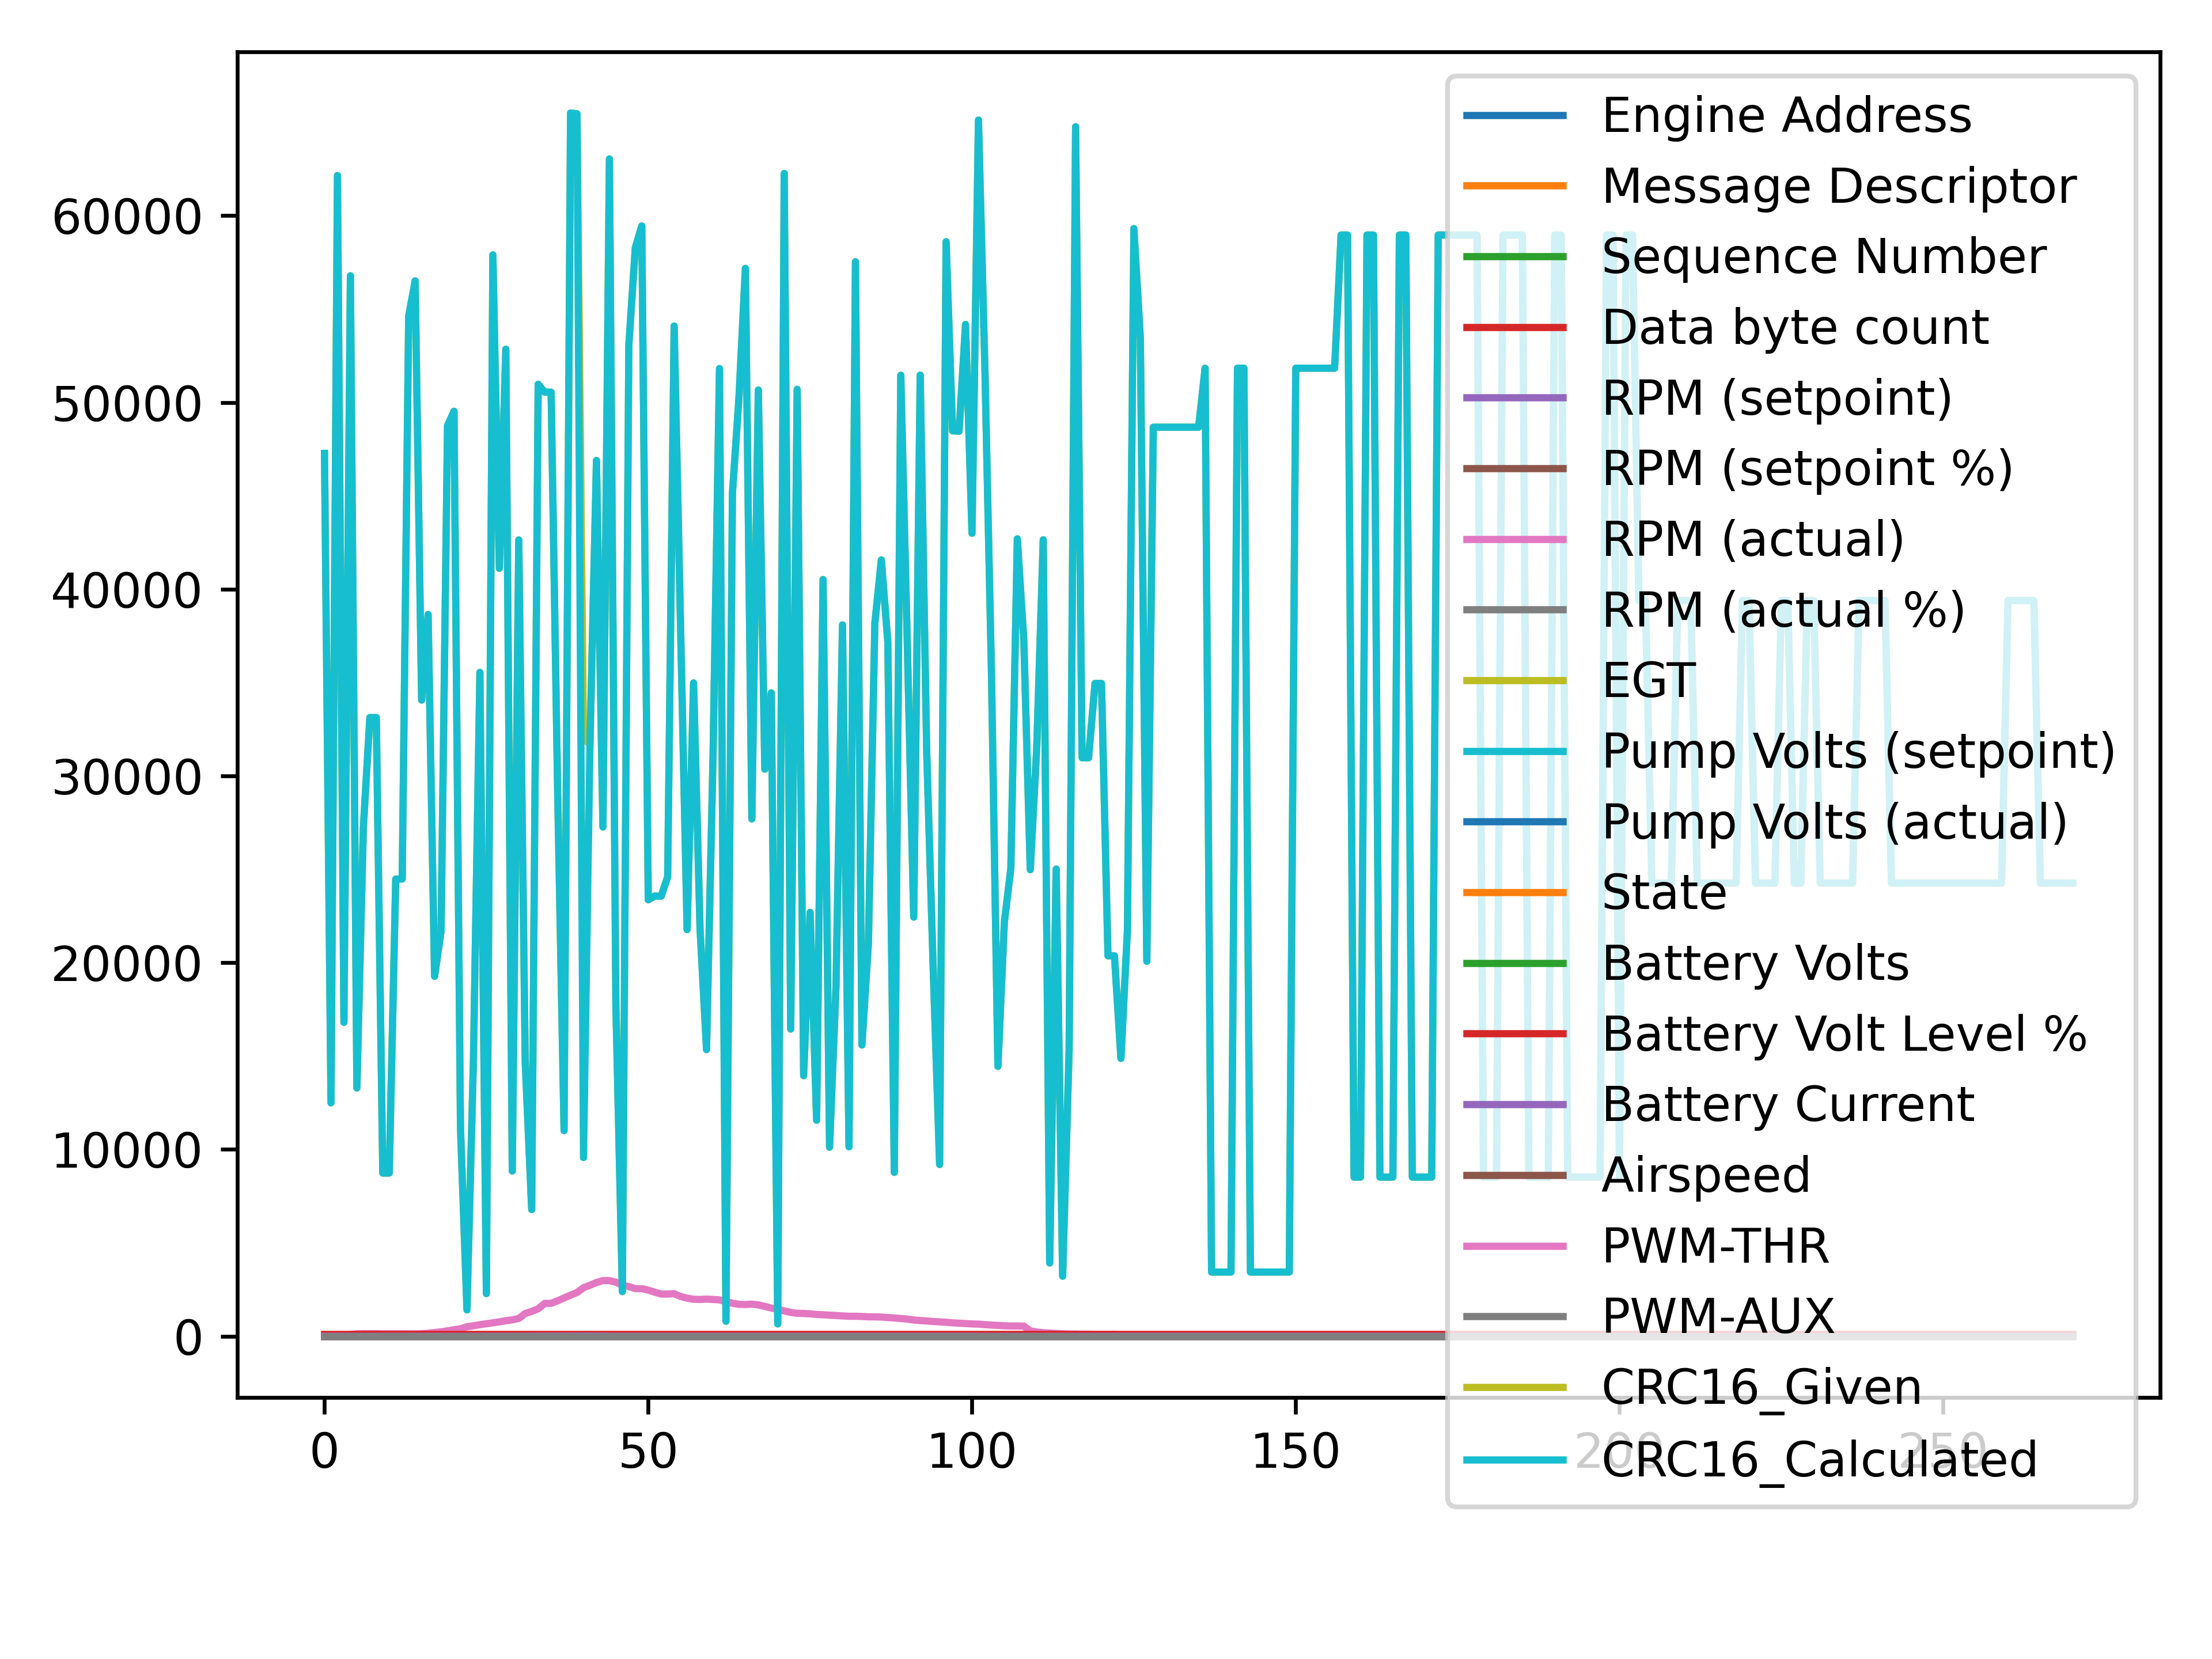 60000
50000
40000
30000
20000
10000
0
0
50
100
150
200
250
Engine Address
Message Descriptor
Sequence Number
Data byte count
RPM (setpoint)
RPM (setpoint %)
RPM (actual)
RPM (actual %)
EGT
Pump Volts (setpoint)
Pump Volts (actual)
State
Battery Volts
Battery Volt Level %
Battery Current
Airspeed
PWM-THR
PWM-AUX
CRC16_Given
CRC16_Calculated